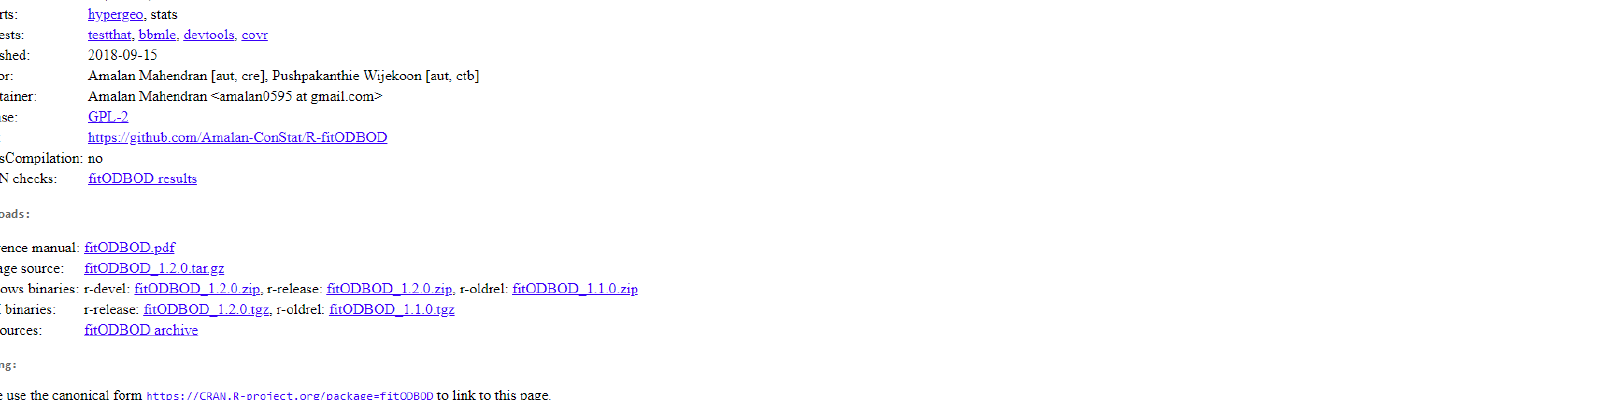 rts: hypergeo, stats
ests: testthat, bbmle, devtools, covr
shed: 2018-09-15
or: Amalan Mahendran [aut, cre], Pushpakanthie Wijekoon [aut, ctb]
tainer: Amalan Mahendran <amalan0595 at gmail.com>
nse: GPL-2
: https://github.com/Amalan-ConStat/R-fitODBOD
sCompilation: no
N checks: fitODBOD results
oads:
ence manual: fitODBOD.pdf
age source: fitODBOD_1.2.0.tar.gz
ows binaries: r-devel: fitODBOD_1.2.0.zip, r-release: fitODBOD_1.2.0.zip, r-oldrel: fitODBOD_1.1.0.zip
binaries: r-release: fitODBOD_1.2.0.tgz, r-oldrel: fitODBOD_1.1.0.tgz
ources: fitODBOD archive
ng:
e use the canonical form https://CRAN.R-project.org/package=fitODBOD to link to this page.